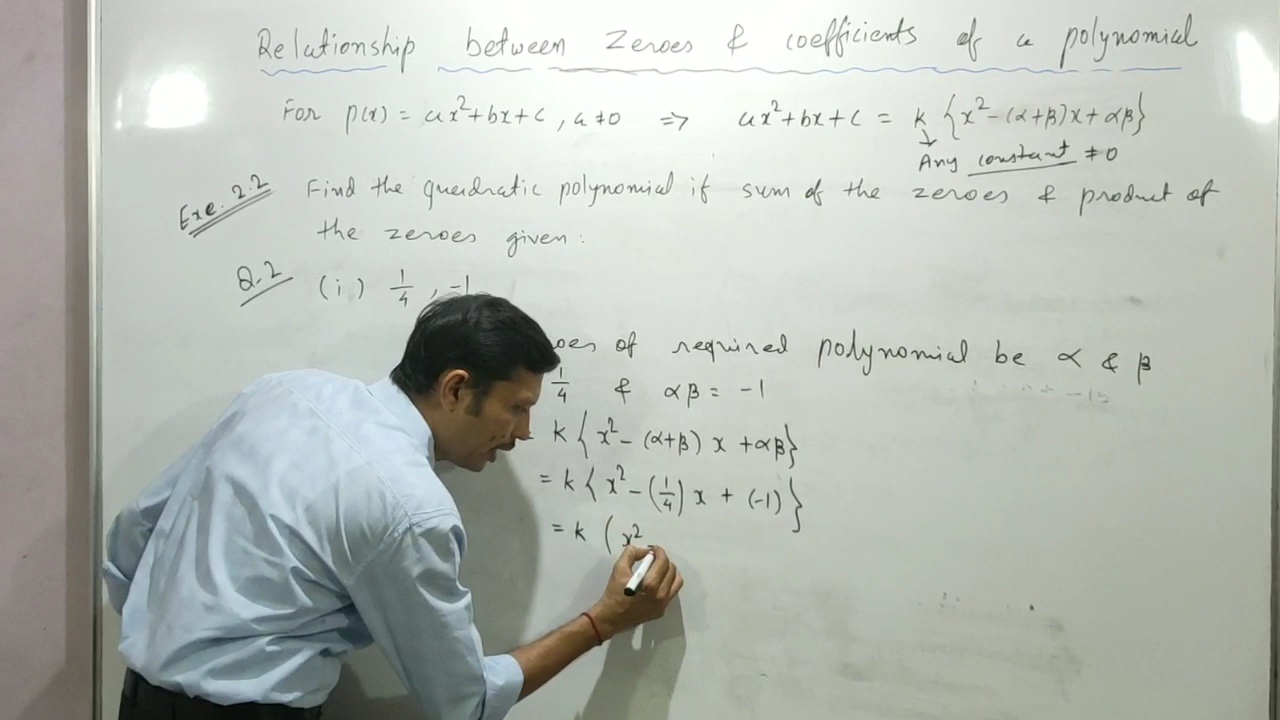 Relationship between Zeroes & coefficients of a polynomial
For p(x) = ax²+bx+c, a≠0 => ax²+bx+c = k {x²-(α+β)x+αβ}
↓
Any constant ≠0
Exe. 2.2 Find the quadratic polynomial if sum of the zeroes & product of
the zeroes given:
Q.2 (i) 1/4, -1
of required polynomial be α & β
1/4 & αβ = -1
k {x²-(α+β) x +αβ}
= k {x²-(1/4)x + (-1)}
= k (x²